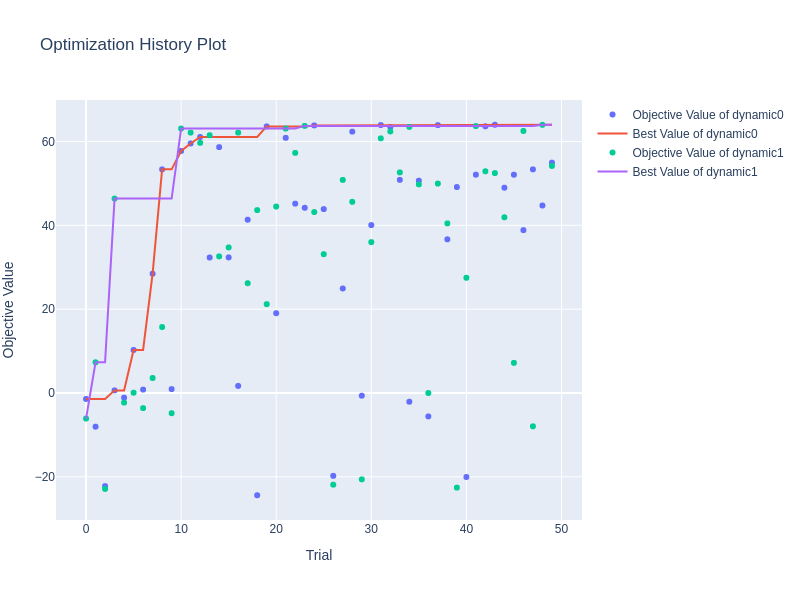 Optimization History Plot
Objective Value of dynamic0
Best Value of dynamic0
Objective Value of dynamic1
Best Value of dynamic1
60
40
20
0
−20
Objective Value
0 10 20 30 40 50
Trial